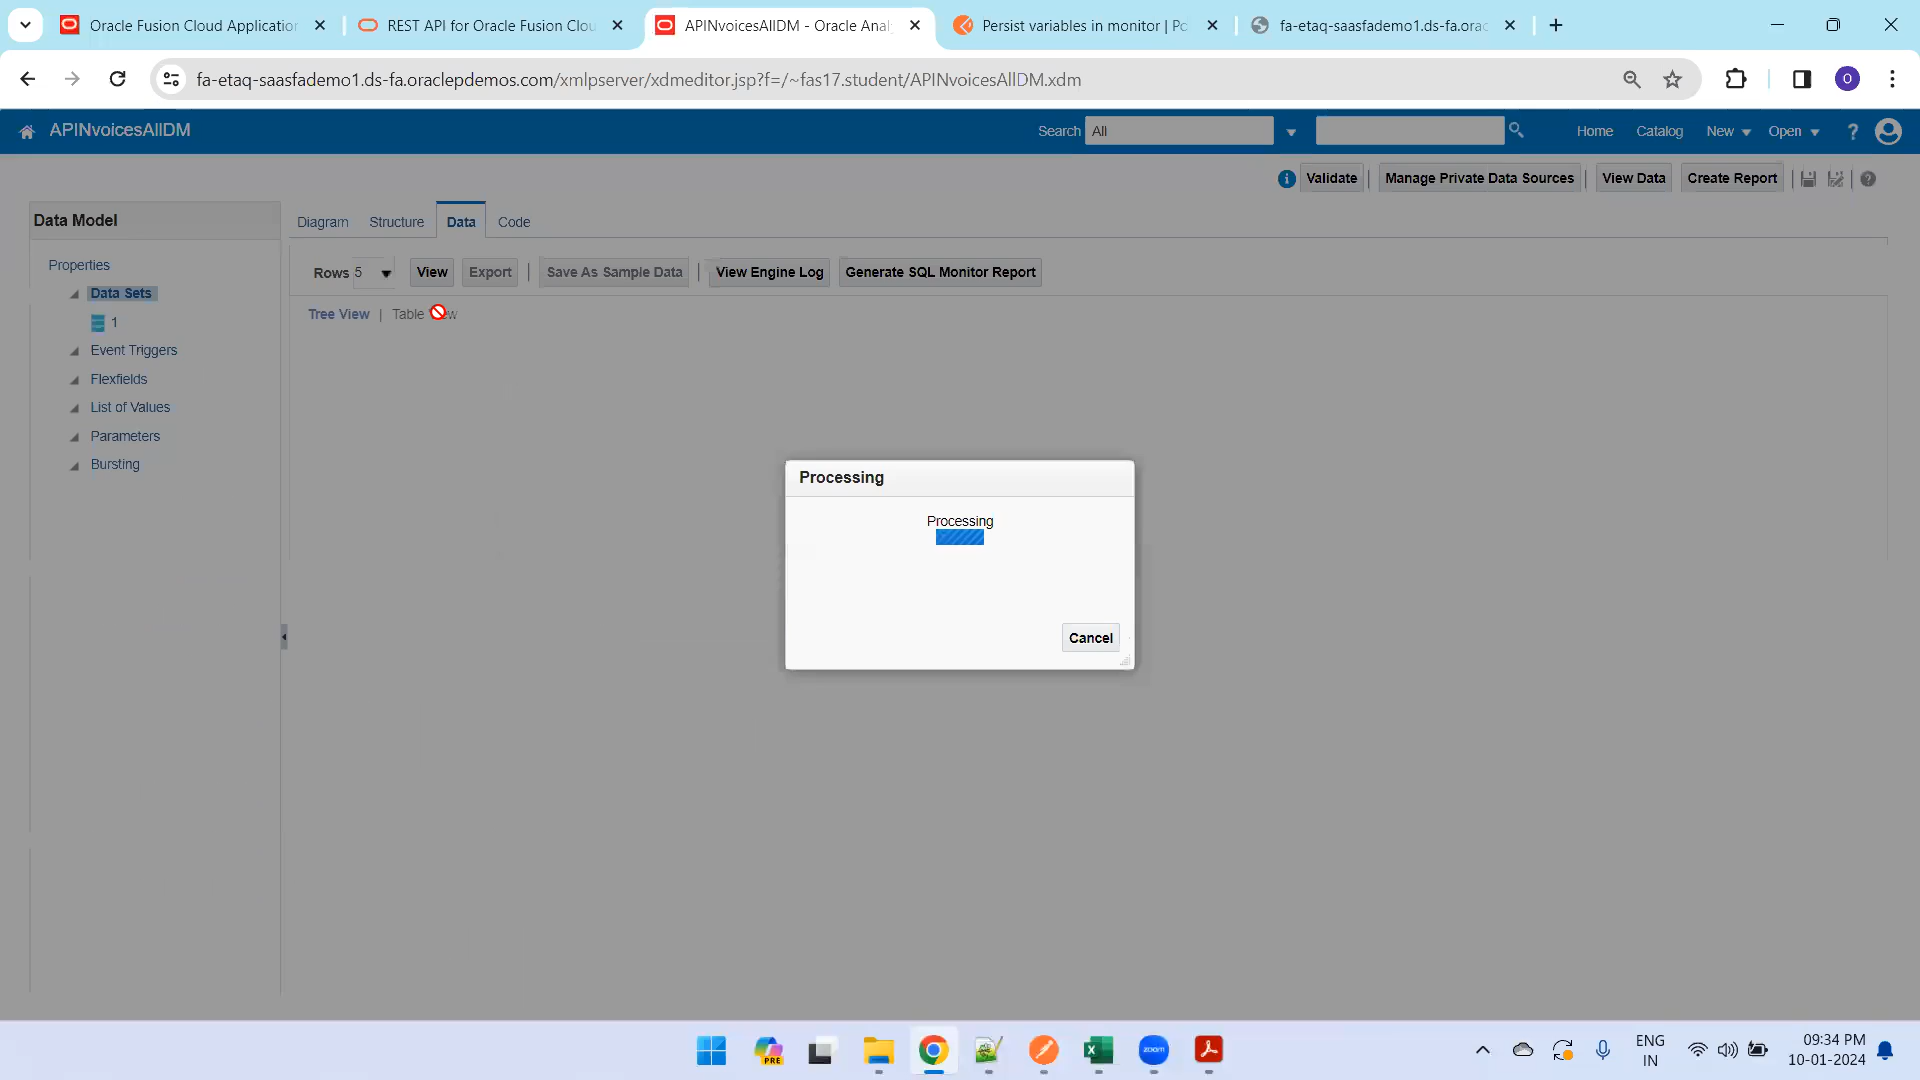 Oracle Fusion Cloud Application
REST API for Oracle Fusion Clou
APINvoicesAllDM - Oracle Anal
Persist variables in monitor | Po
fa-etaq-saasfademo1.ds-fa.orac
fa-etaq-saasfademo1.ds-fa.oraclepdemos.com/xmlpserver/xdmeditor.jsp?f=/~fas17.student/APINvoicesAllDM.xdm
O
APINvoicesAllDM
Search All
Home
Catalog
New
Open
?
Validate
Manage Private Data Sources
View Data
Create Report
Data Model
Diagram
Structure
Data
Code
Properties
Data Sets
1
Event Triggers
Flexfields
List of Values
Parameters
Bursting
Rows 5
View
Export
Save As Sample Data
View Engine Log
Generate SQL Monitor Report
Tree View | Table
Processing
Processing
Cancel
PRE
zoom
ENG
IN
09:34 PM
10-01-2024